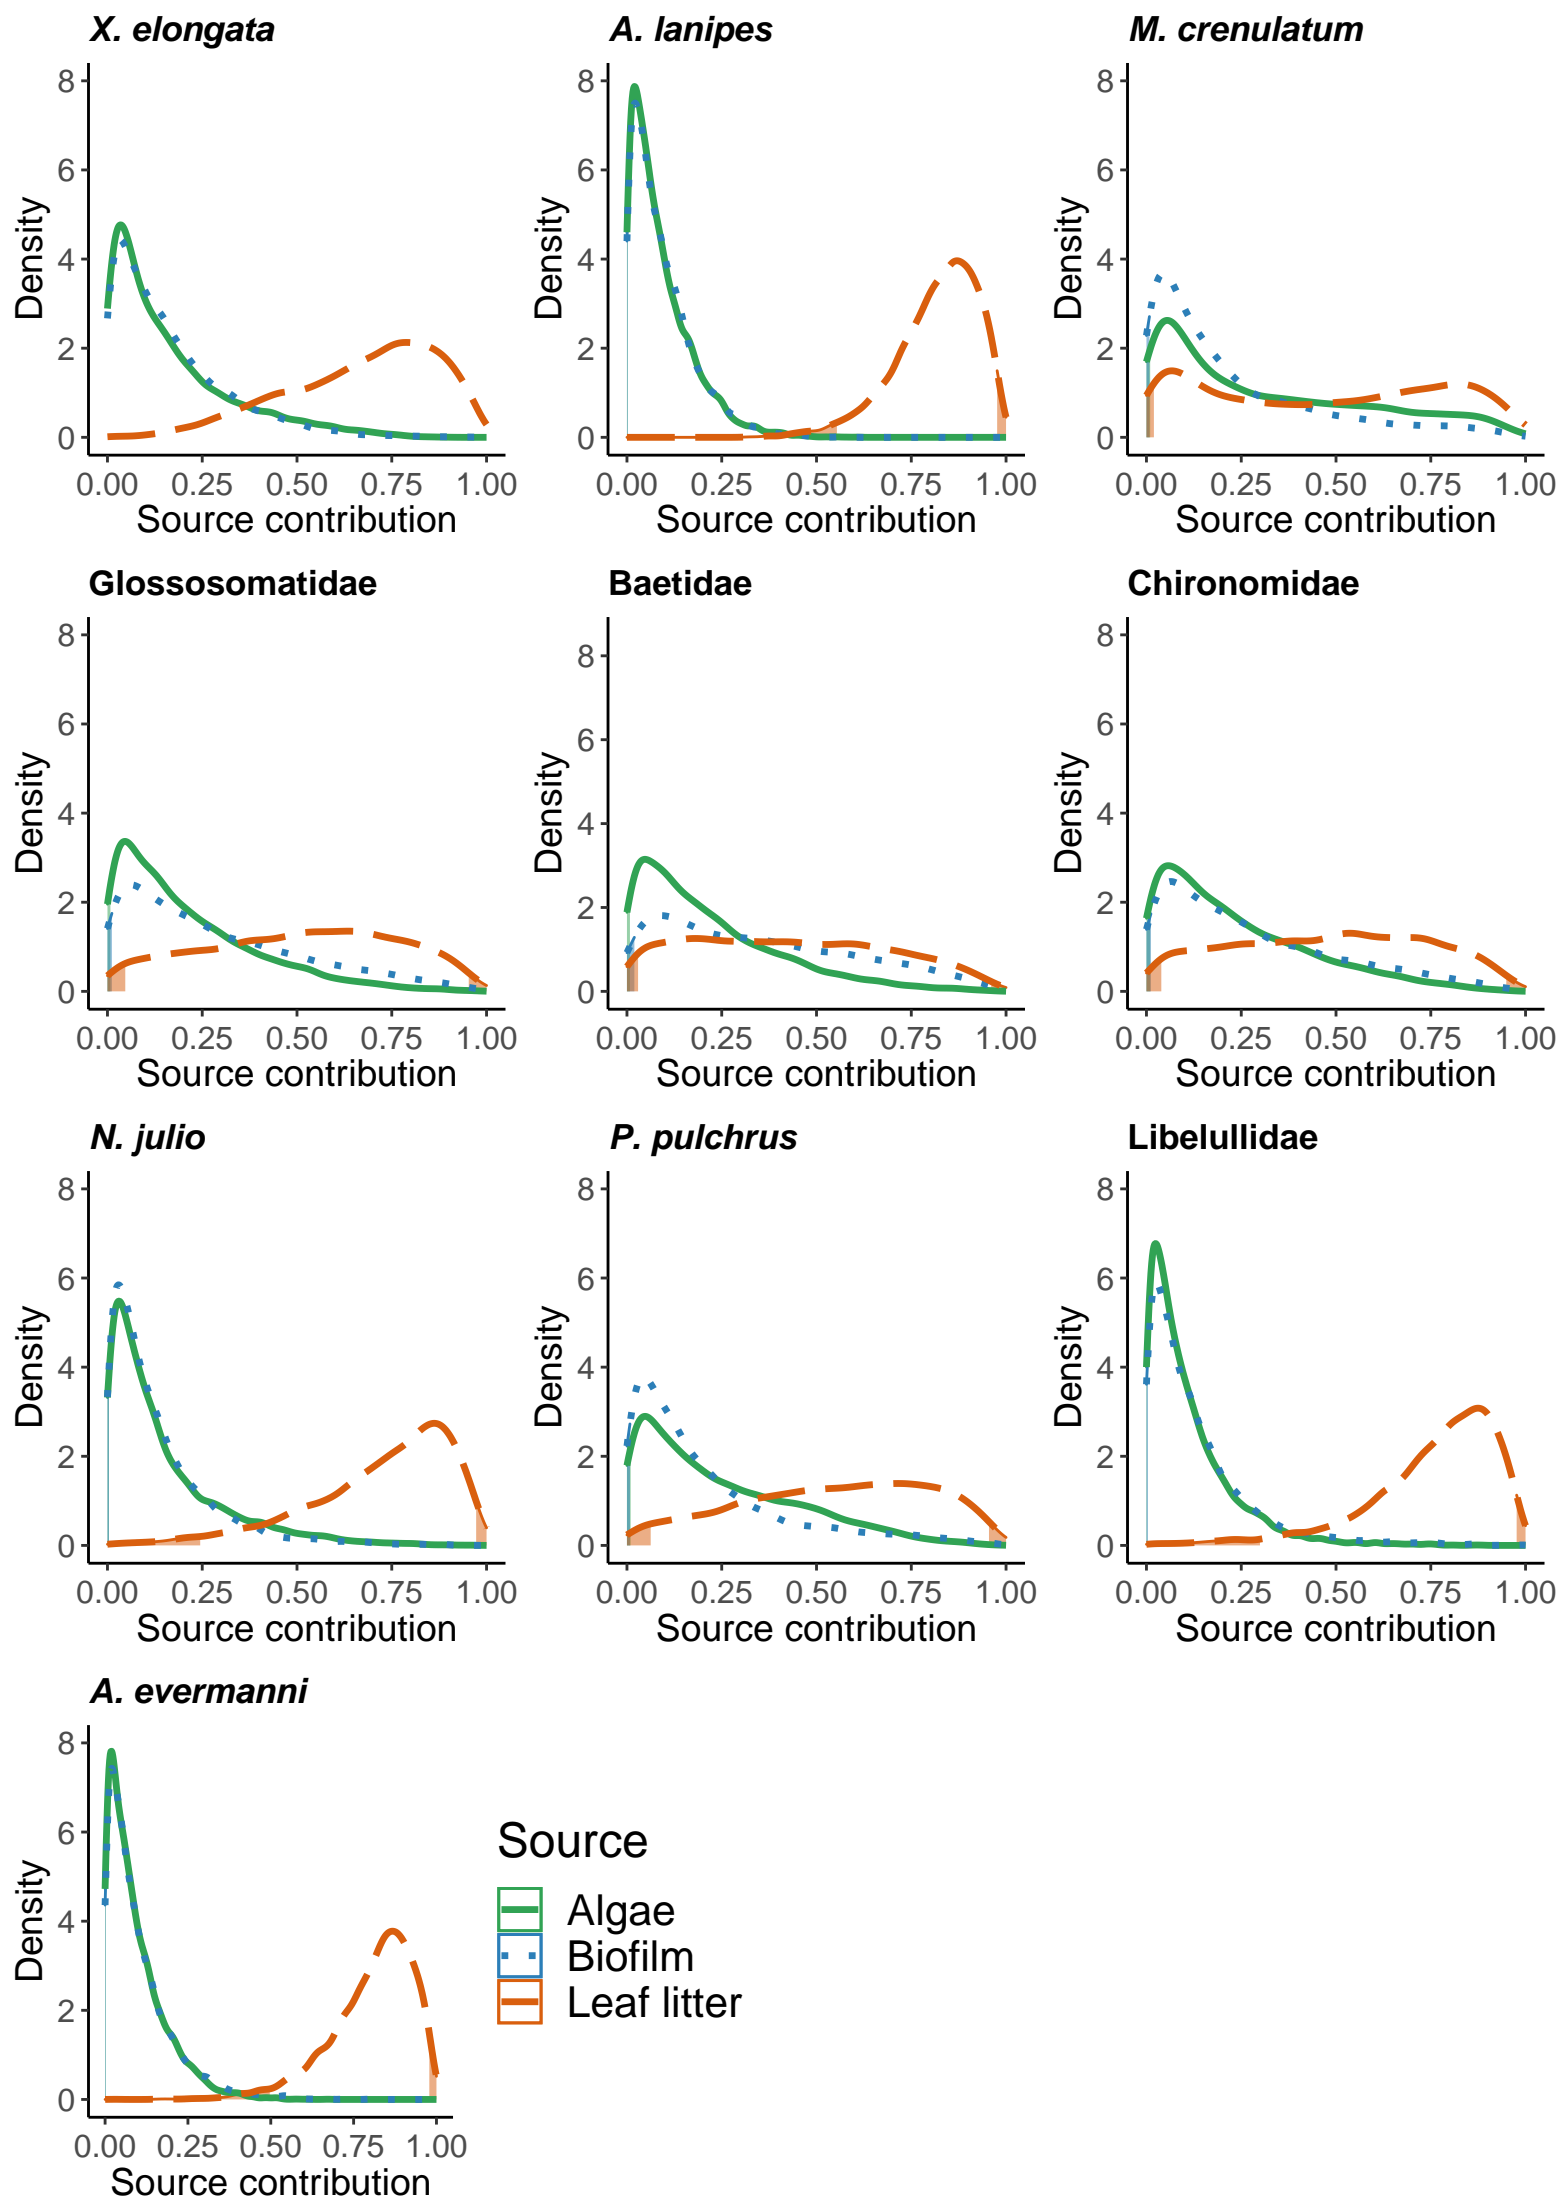 X. elongata A. lanipes M. crenulatum
8 8 8
6 6 6
4 4 4
2 2 2
0 0 0
Density Density Density
0.00 0.25 0.50 0.75 1.00 0.00 0.25 0.50 0.75 1.00 0.00 0.25 0.50 0.75 1.00
Source contribution Source contribution Source contribution
Glossosomatidae Baetidae Chironomidae
8 8 8
6 6 6
4 4 4
2 2 2
0 0 0
Density Density Density
0.00 0.25 0.50 0.75 1.00 0.00 0.25 0.50 0.75 1.00 0.00 0.25 0.50 0.75 1.00
Source contribution Source contribution Source contribution
N. julio P. pulchrus Libelullidae
8 8 8
6 6 6
4 4 4
2 2 2
0 0 0
Density Density Density
0.00 0.25 0.50 0.75 1.00 0.00 0.25 0.50 0.75 1.00 0.00 0.25 0.50 0.75 1.00
Source contribution Source contribution Source contribution
A. evermanni
8
6
4
2
0
Density
0.00 0.25 0.50 0.75 1.00
Source contribution
Source
Algae
Biofilm
Leaf litter